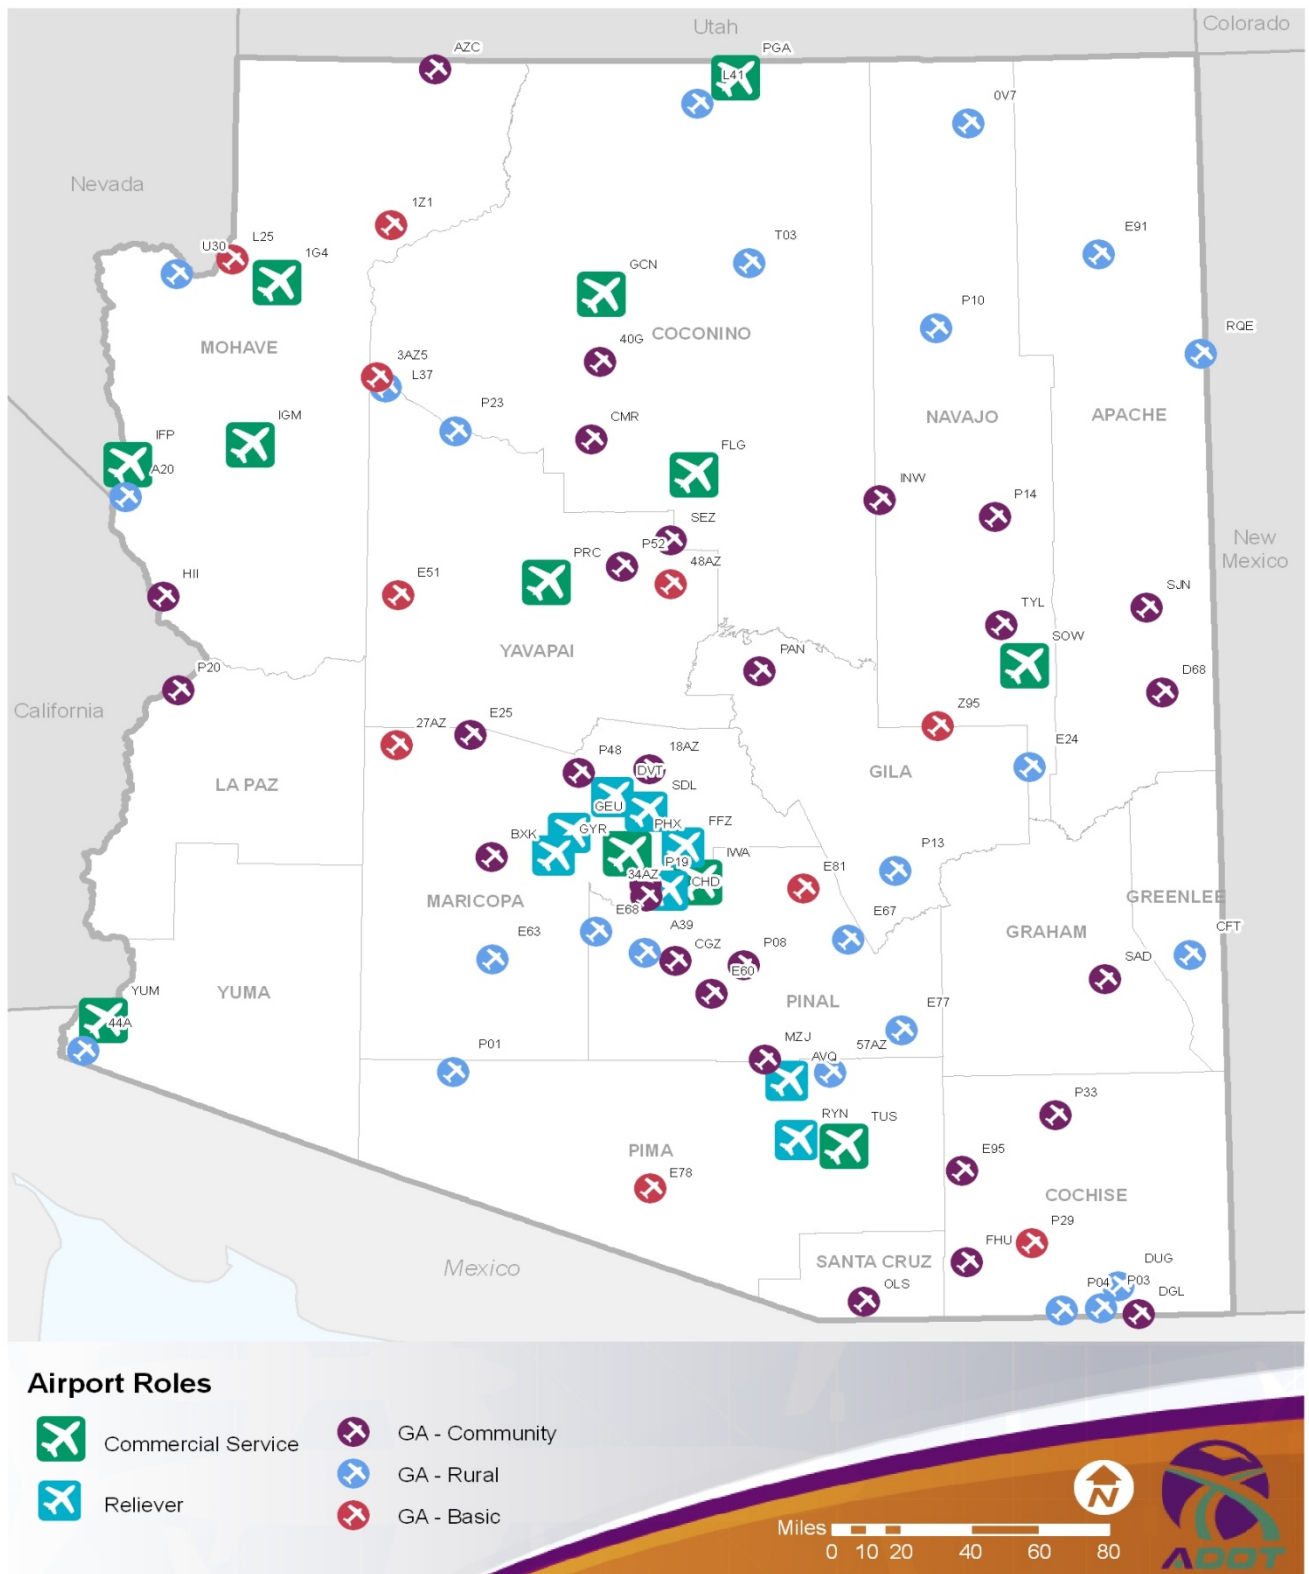 Utah
Colorado
AZC
PGA
L41
0V7
Nevada
1Z1
U30
L25
1G4
T03
E91
GCN
P10
RQE
MOHAVE
COCONINO
40G
3AZ5
L37
P23
CMR
NAVAJO
APACHE
IFP
IGM
FLG
A20
INW
P14
SEZ
P52
PRC
48AZ
New
Mexico
HII
E51
SJN
TYL
SOW
YAVAPAI
PAN
P20
D68
California
27AZ
E25
Z95
P48
18AZ
E24
DVT
SDL
GILA
LA PAZ
GEU
BXK
GYR
PHX
FFZ
IWA
P13
34AZ
P19
CHD
E81
MARICOPA
GREENLEE
E68
A39
E67
CFT
E63
CGZ
P08
GRAHAM
SAD
E60
YUM
YUMA
PINAL
E77
44A
P01
MZJ
AVQ
57AZ
P33
RYN
TUS
PIMA
E95
E78
COCHISE
P29
SANTA CRUZ
FHU
Mexico
OLS
DUG
P04
P03
DGL
Airport Roles
Commercial Service
Reliever
GA - Community
GA - Rural
GA - Basic
N
Miles
0 10 20 40 60 80
ADOT